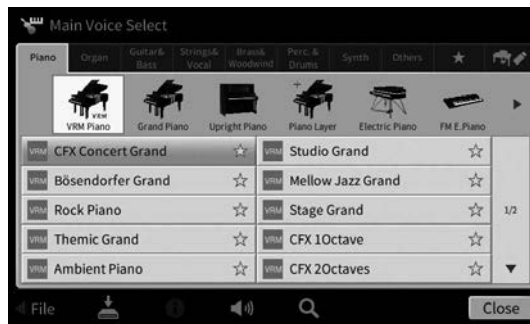 Main Voice Select
Piano
Organ
Guitar& Bass
Strings& Vocal
Brass& Woodwind
Perc. & Drums
Synth
Others
VRM
VRM Piano
Grand Piano
Upright Piano
Piano Layer
Electric Piano
FM E.Piano
VRM CFX Concert Grand
VRM Studio Grand
VRM Bösendorfer Grand
VRM Mellow Jazz Grand
VRM Rock Piano
VRM Stage Grand
1/2
VRM Themic Grand
VRM CFX 1Octave
VRM Ambient Piano
VRM CFX 2Octaves
File
Close